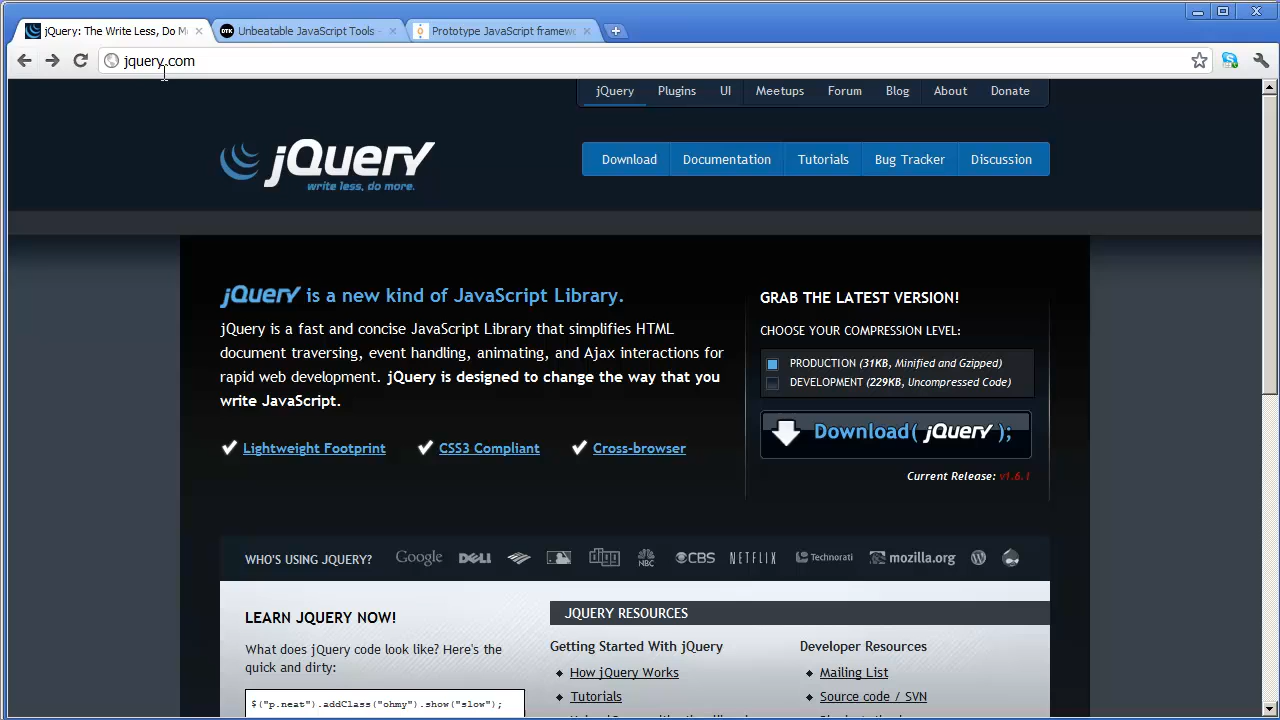 jQuery: The Write Less, Do M
Unbeatable JavaScript Tools -
Prototype JavaScript framew
jquery.com
jQuery
Plugins
UI
Meetups
Forum
Blog
About
Donate
jQuery
write less, do more.
Download
Documentation
Tutorials
Bug Tracker
Discussion
jQuery is a new kind of JavaScript Library.
jQuery is a fast and concise JavaScript Library that simplifies HTML
document traversing, event handling, animating, and Ajax interactions for
rapid web development. jQuery is designed to change the way that you
write JavaScript.
Lightweight Footprint
CSS3 Compliant
Cross-browser
GRAB THE LATEST VERSION!
CHOOSE YOUR COMPRESSION LEVEL:
PRODUCTION (31KB, Minified and Gzipped)
DEVELOPMENT (229KB, Uncompressed Code)
Download( jQuery );
Current Release: v1.6.1
WHO'S USING JQUERY?
Google
DELL
digg
NBC
CBS
NETFLIX
Technorati
mozilla.org
LEARN JQUERY NOW!
What does jQuery code look like? Here's the
quick and dirty:
$("p.neat").addClass("ohmy").show("slow");
JQUERY RESOURCES
Getting Started With jQuery
How jQuery Works
Tutorials
Developer Resources
Mailing List
Source code / SVN